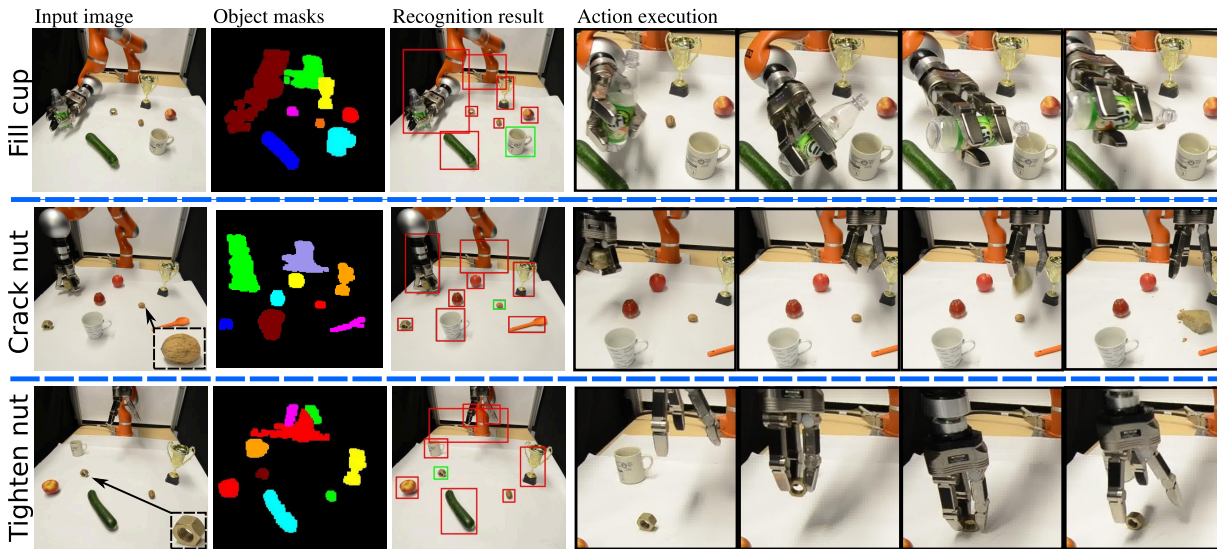 Input image
Object masks
Recognition result
Action execution
Fill cup
Crack nut
Tighten nut